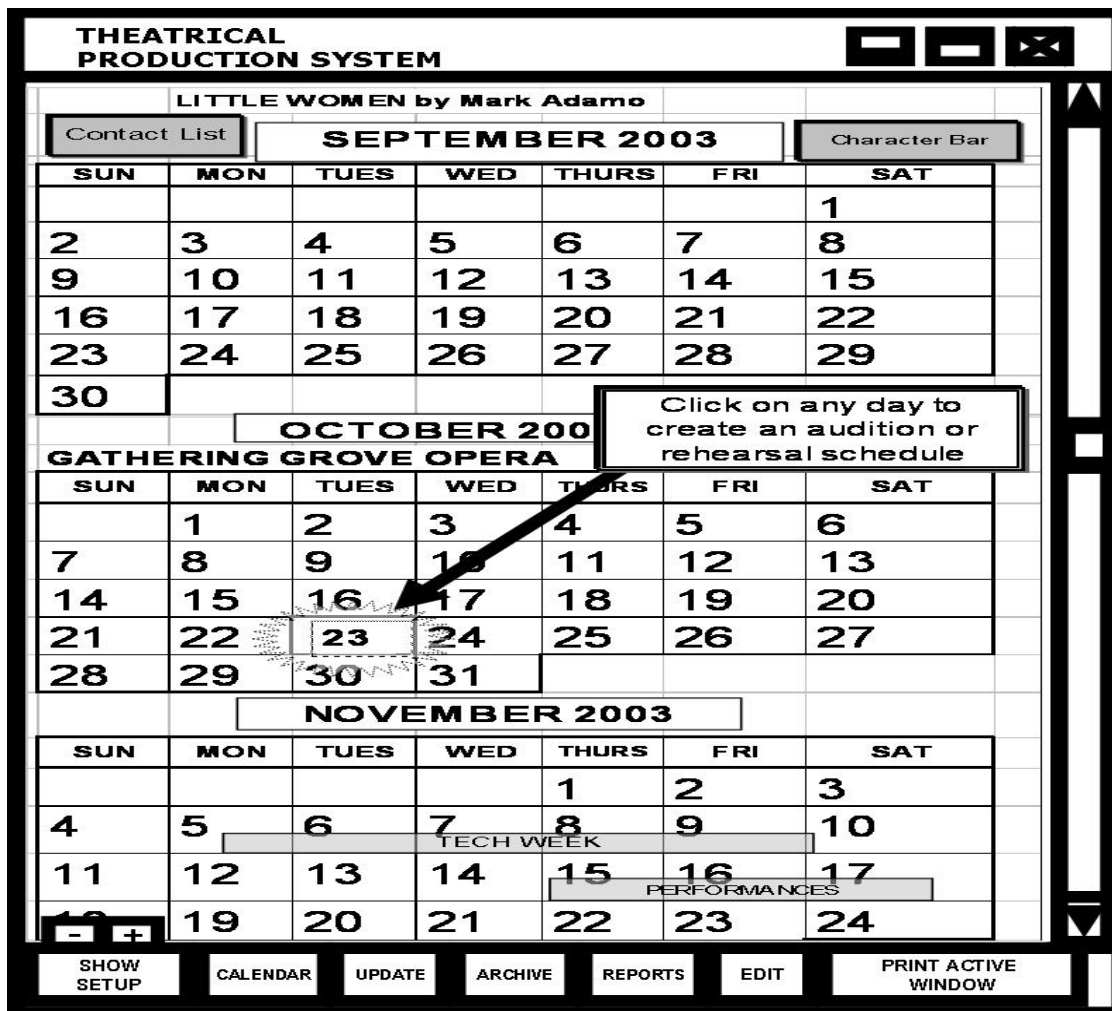 THEATRICAL
PRODUCTION SYSTEM
LITTLE WOMEN by Mark Adamo
Contact List
SEPTEMBER 2003
Character Bar
SUN MON TUES WED THURS FRI SAT
1
2 3 4 5 6 7 8
9 10 11 12 13 14 15
16 17 18 19 20 21 22
23 24 25 26 27 28 29
30
Click on any day to
create an audition or
rehearsal schedule
OCTOBER 200
GATHERING GROVE OPERA
SUN MON TUES WED THURS FRI SAT
1 2 3 4 5 6
7 8 9 10 11 12 13
14 15 16 17 18 19 20
21 22 23 24 25 26 27
28 29 30 31
NOVEMBER 2003
SUN MON TUES WED THURS FRI SAT
1 2 3
4 5 6 7 8 9 10
TECH WEEK
11 12 13 14 15 16 17
PERFORMANCES
18 19 20 21 22 23 24
- +
SHOW
SETUP
CALENDAR
UPDATE
ARCHIVE
REPORTS
EDIT
PRINT ACTIVE
WINDOW